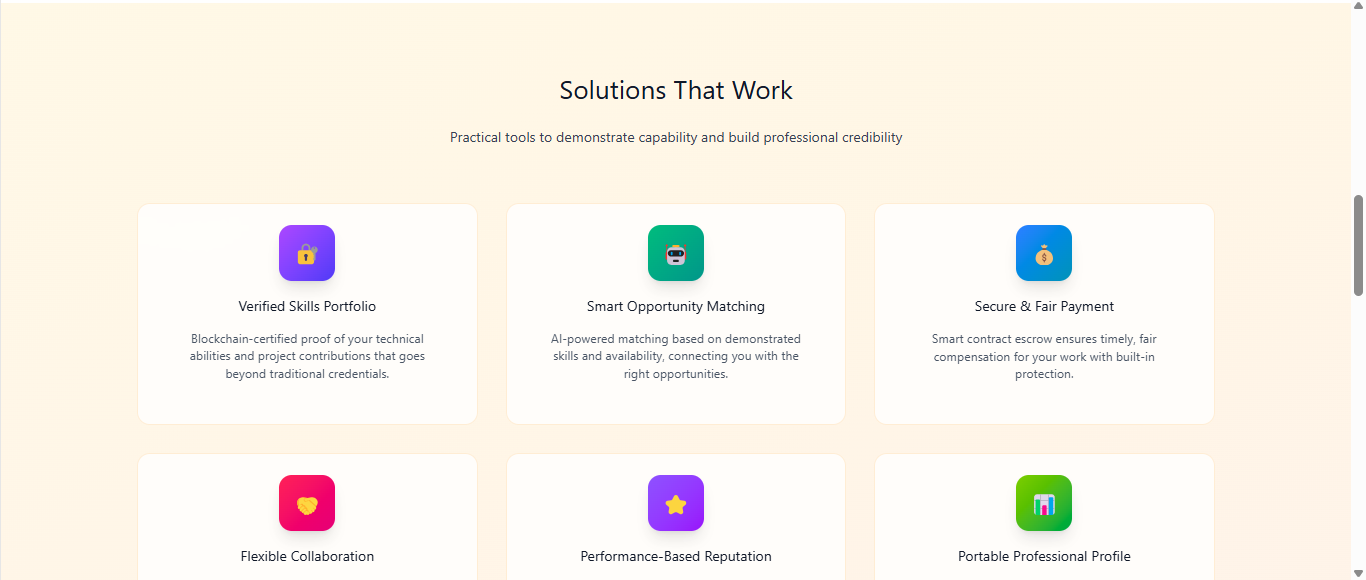 Solutions That Work
Practical tools to demonstrate capability and build professional credibility
Verified Skills Portfolio
Blockchain-certified proof of your technical
abilities and project contributions that goes
beyond traditional credentials.
Smart Opportunity Matching
AI-powered matching based on demonstrated
skills and availability, connecting you with the
right opportunities.
Secure & Fair Payment
Smart contract escrow ensures timely, fair
compensation for your work with built-in
protection.
Flexible Collaboration
Performance-Based Reputation
Portable Professional Profile